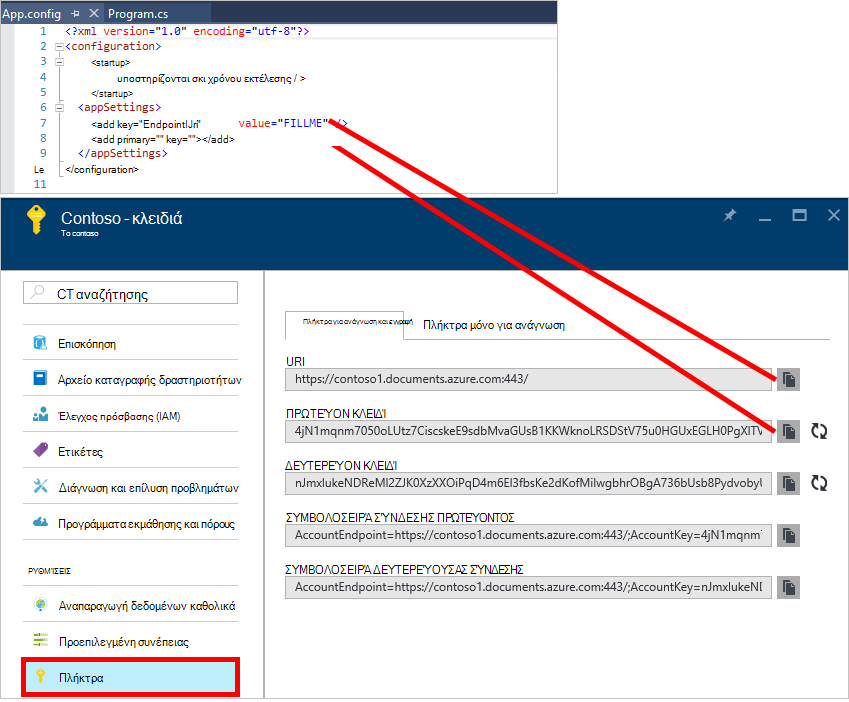 App.config Program.cs
1 <?xml version="1.0" encoding="utf-8"?>
2 <configuration>
3 <startup>
4 υποστηρίζονται σκι χρόνου εκτέλεσης / >
5 </startup>
6 <appSettings>
7 <add key="EndpointUri" value="FILLME" />
8 <add primary="" key=""></add>
9 </appSettings>
Le </configuration>
11
Contoso - κλειδιά
Το contoso
CT αναζήτησης
Επισκόπηση
Αρχείο καταγραφής δραστηριοτήτων
Έλεγχος πρόσβασης (IAM)
Ετικέτες
Διάγνωση και επίλυση προβλημάτων
Προγράμματα εκμάθησης και πόρους
ΡΥΘΜΊΣΕΙΣ
Αναπαραγωγή δεδομένων καθολικά
Προεπιλεγμένη συνέπειας
Πλήκτρα
Πλήκτρα για ανάγνωση και εγγραφή Πλήκτρα μόνο για ανάγνωση
URI
https://contoso1.documents.azure.com:443/
ΠΡΩΤΕΎΟΝ ΚΛΕΙΔΊ
4jN1mqnm7050oLUtz7CiscskeE9sdbMvaGUsB1KKWknoLRSDStV75u0HGUxEGLH0PgXlTV
ΔΕΥΤΕΡΕΎΟΝ ΚΛΕΙΔΊ
nJmxlukeNDReMl2ZJK0XzXXOiPqD4m6El3fbsKe2dKofMilwgbhrOBgA736bUsb8PydvobyU
ΣΥΜΒΟΛΟΣΕΙΡΆ ΣΎΝΔΕΣΗΣ ΠΡΩΤΕΎΟΝΤΟΣ
AccountEndpoint=https://contoso1.documents.azure.com:443/;AccountKey=4jN1mqnm
ΣΥΜΒΟΛΟΣΕΙΡΆ ΔΕΥΤΕΡΕΎΟΥΣΑΣ ΣΎΝΔΕΣΗΣ
AccountEndpoint=https://contoso1.documents.azure.com:443/;AccountKey=nJmxlukeND